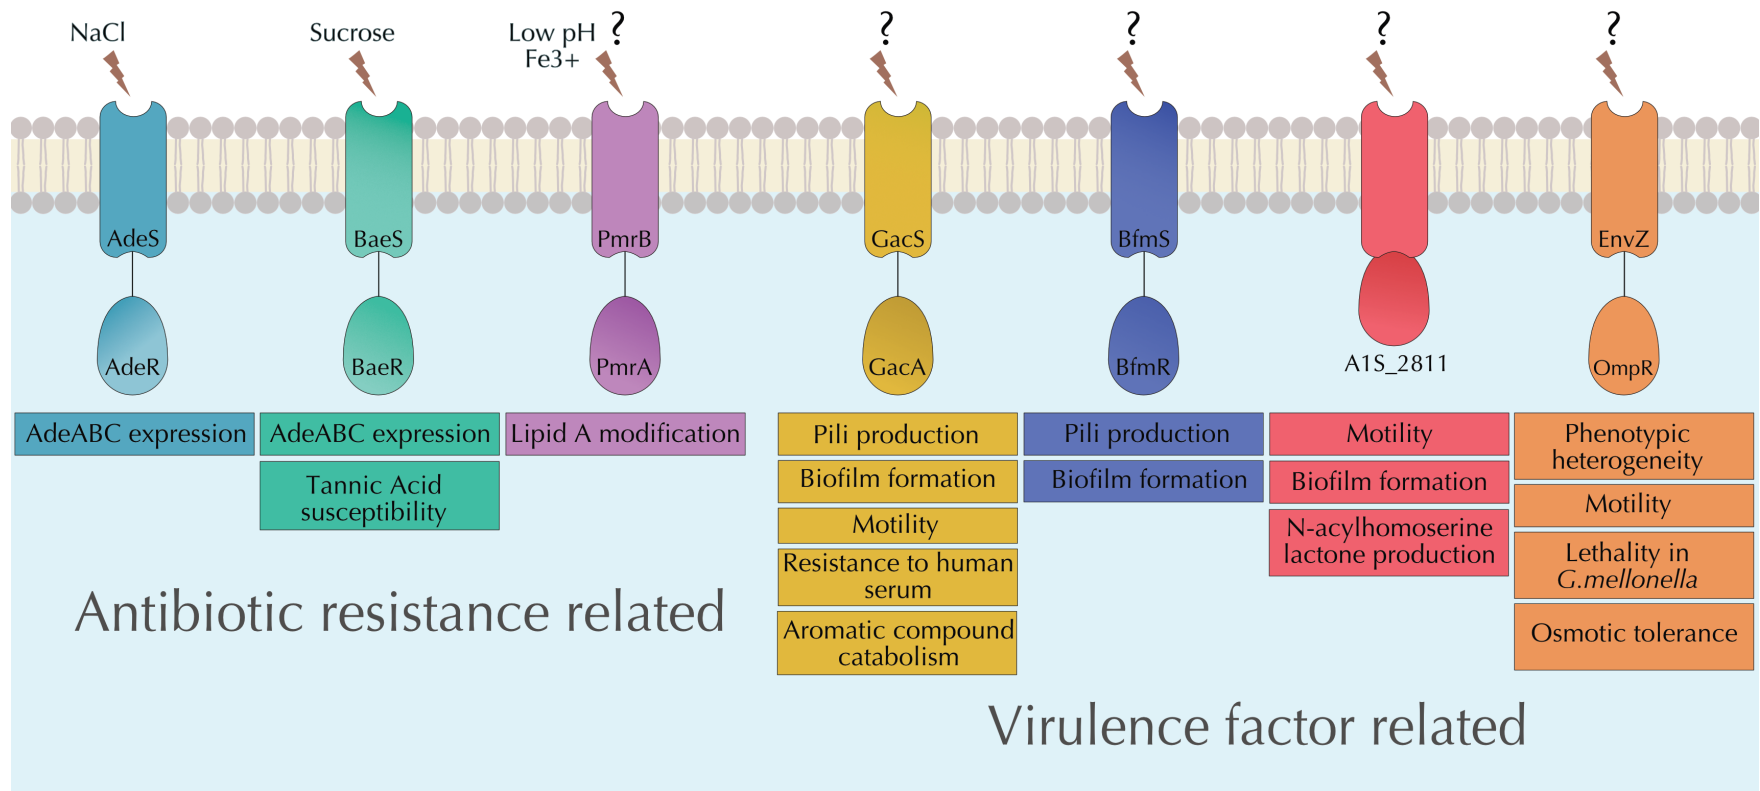 NaCl
Sucrose
Low pH
Fe3+
?
?
?
?
?
AdeS
BaeS
PmrB
GacS
BfmS
EnvZ
AdeR
BaeR
PmrA
GacA
BfmR
A1S_2811
OmpR
AdeABC expression
AdeABC expression
Tannic Acid
susceptibility
Lipid A modification
Pili production
Biofilm formation
Motility
Resistance to human
serum
Aromatic compound
catabolism
Pili production
Biofilm formation
Motility
Biofilm formation
N-acylhomoserine
lactone production
Phenotypic
heterogeneity
Motility
Lethality in
G.mellonella
Osmotic tolerance
Antibiotic resistance related
Virulence factor related